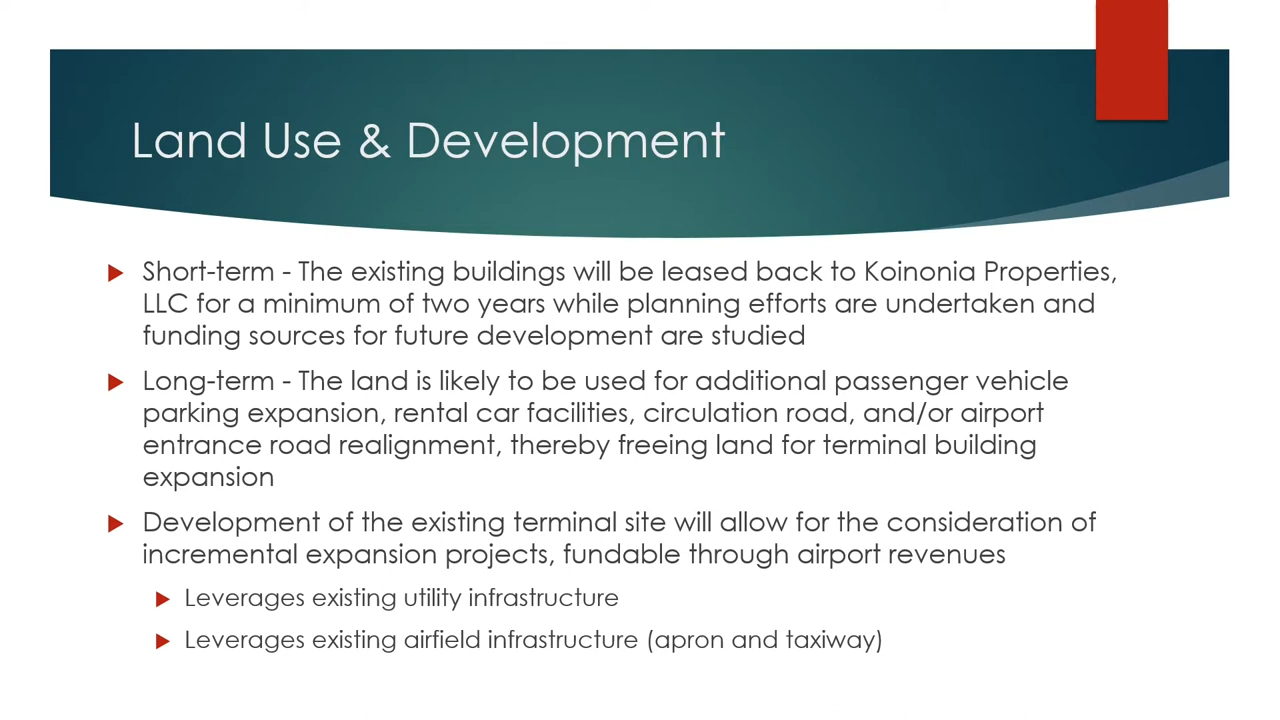 Land Use & Development
Short-term - The existing buildings will be leased back to Koinonia Properties,
LLC for a minimum of two years while planning efforts are undertaken and
funding sources for future development are studied
Long-term - The land is likely to be used for additional passenger vehicle
parking expansion, rental car facilities, circulation road, and/or airport
entrance road realignment, thereby freeing land for terminal building
expansion
Development of the existing terminal site will allow for the consideration of
incremental expansion projects, fundable through airport revenues
Leverages existing utility infrastructure
Leverages existing airfield infrastructure (apron and taxiway)